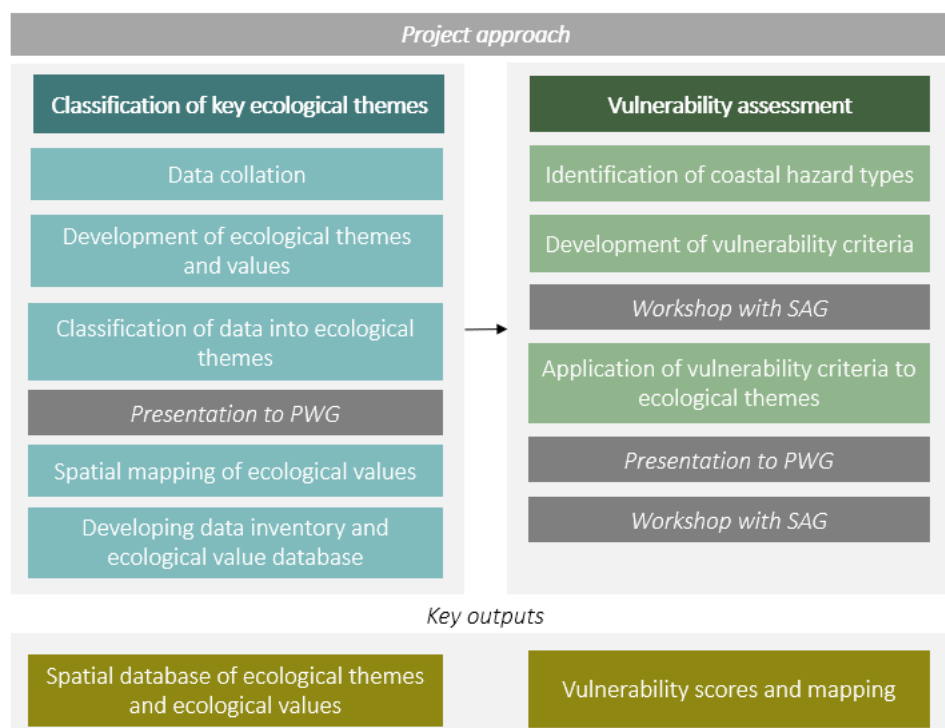 Project approach
Classification of key ecological themes
Data collation
Development of ecological themes
and values
Classification of data into ecological
themes
Presentation to PWG
Spatial mapping of ecological values
Developing data inventory and
ecological value database
Vulnerability assessment
Identification of coastal hazard types
Development of vulnerability criteria
Workshop with SAG
Application of vulnerability criteria to
ecological themes
Presentation to PWG
Workshop with SAG
Key outputs
Spatial database of ecological themes
and ecological values
Vulnerability scores and mapping